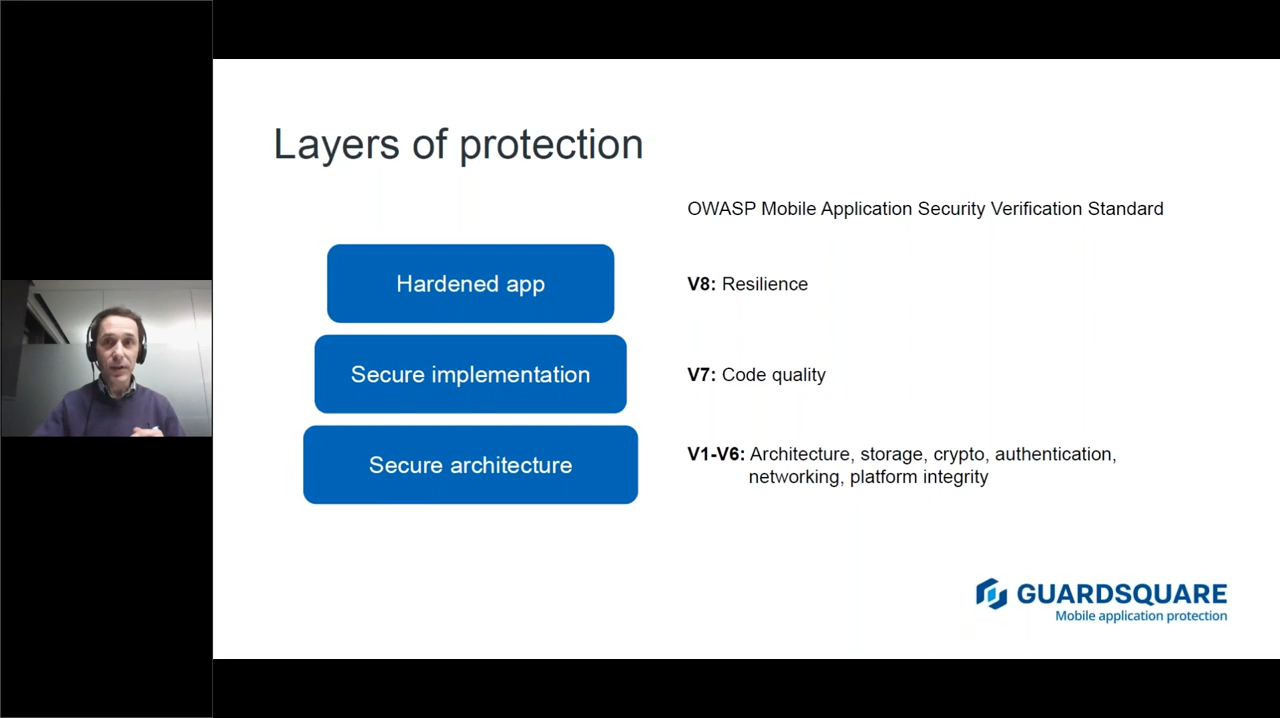 Layers of protection
OWASP Mobile Application Security Verification Standard
Hardened app
V8: Resilience
Secure implementation
V7: Code quality
Secure architecture
V1-V6: Architecture, storage, crypto, authentication,
networking, platform integrity
GUARDSQUARE
Mobile application protection